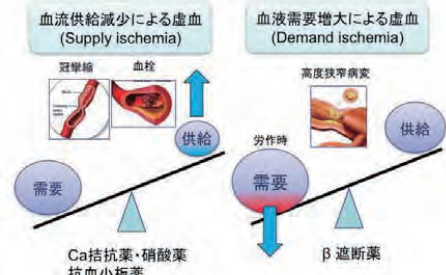 血流供給減少による虚血
(Supply ischemia)
冠攣縮
血栓
供給
需要
Ca拮抗薬・硝酸薬
抗血小板薬
血液需要増大による虚血
(Demand ischemia)
高度狭窄病変
労作時
供給
需要
β 遮断薬